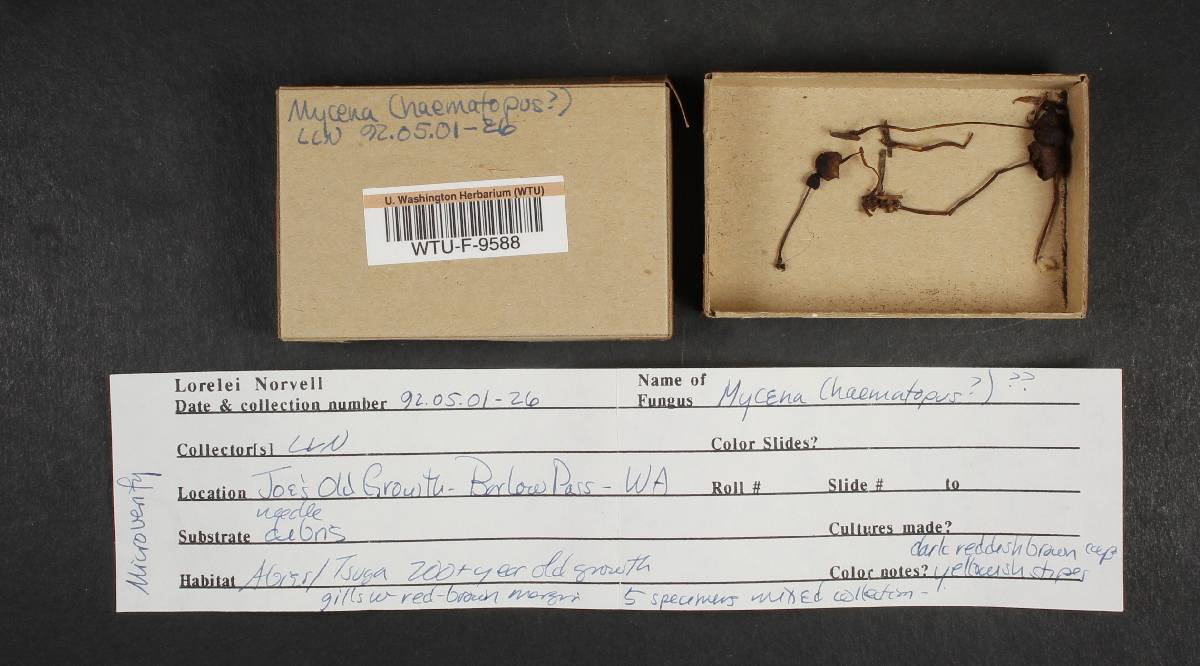 Mycena (haematopus?)
LLN 92.05.01-26
U. Washington Herbarium (WTU)
WTU-F-9588
Lorelei Norvell
Date & collection number 92.05.01-26
Name of Fungus Mycena (haematopus?) ??
Collector[s] LLN
Color Slides?
Location Joe's Old Growth - Barlow Pass - WA
Roll # Slide # to
Substrate needle debris
Cultures made?
Habitat Abies/Tsuga 200+ year old growth
Color notes? dark reddish brown caps
yellowish stipes
gills w red-brown margin 5 specimens mixed collection -
Microverify